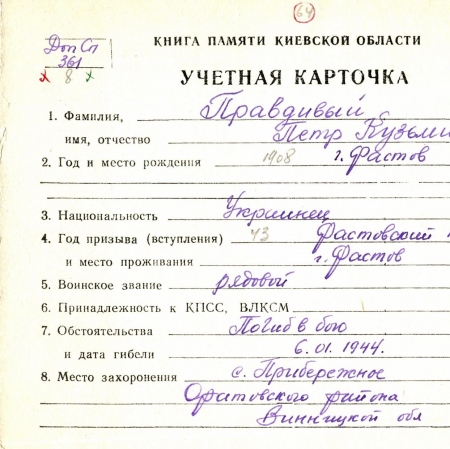 64
Доп Сп
361
х 8 х
КНИГА ПАМЯТИ КИЕВСКОЙ ОБЛАСТИ
УЧЕТНАЯ КАРТОЧКА
1. Фамилия, Правдивый
имя, отчество Петр Кузьми
2. Год и место рождения 1908 г. Фастов
3. Национальность Украинец
4. Год призыва (вступления) 43 Фастовский
и место проживания г. Фастов
5. Воинское звание рядовой
6. Принадлежность к КПСС, ВЛКСМ
7. Обстоятельства Погиб в бою
и дата гибели 6.01.1944.
8. Место захоронения с. Прибережное
Оратовского района
Винницкой обл